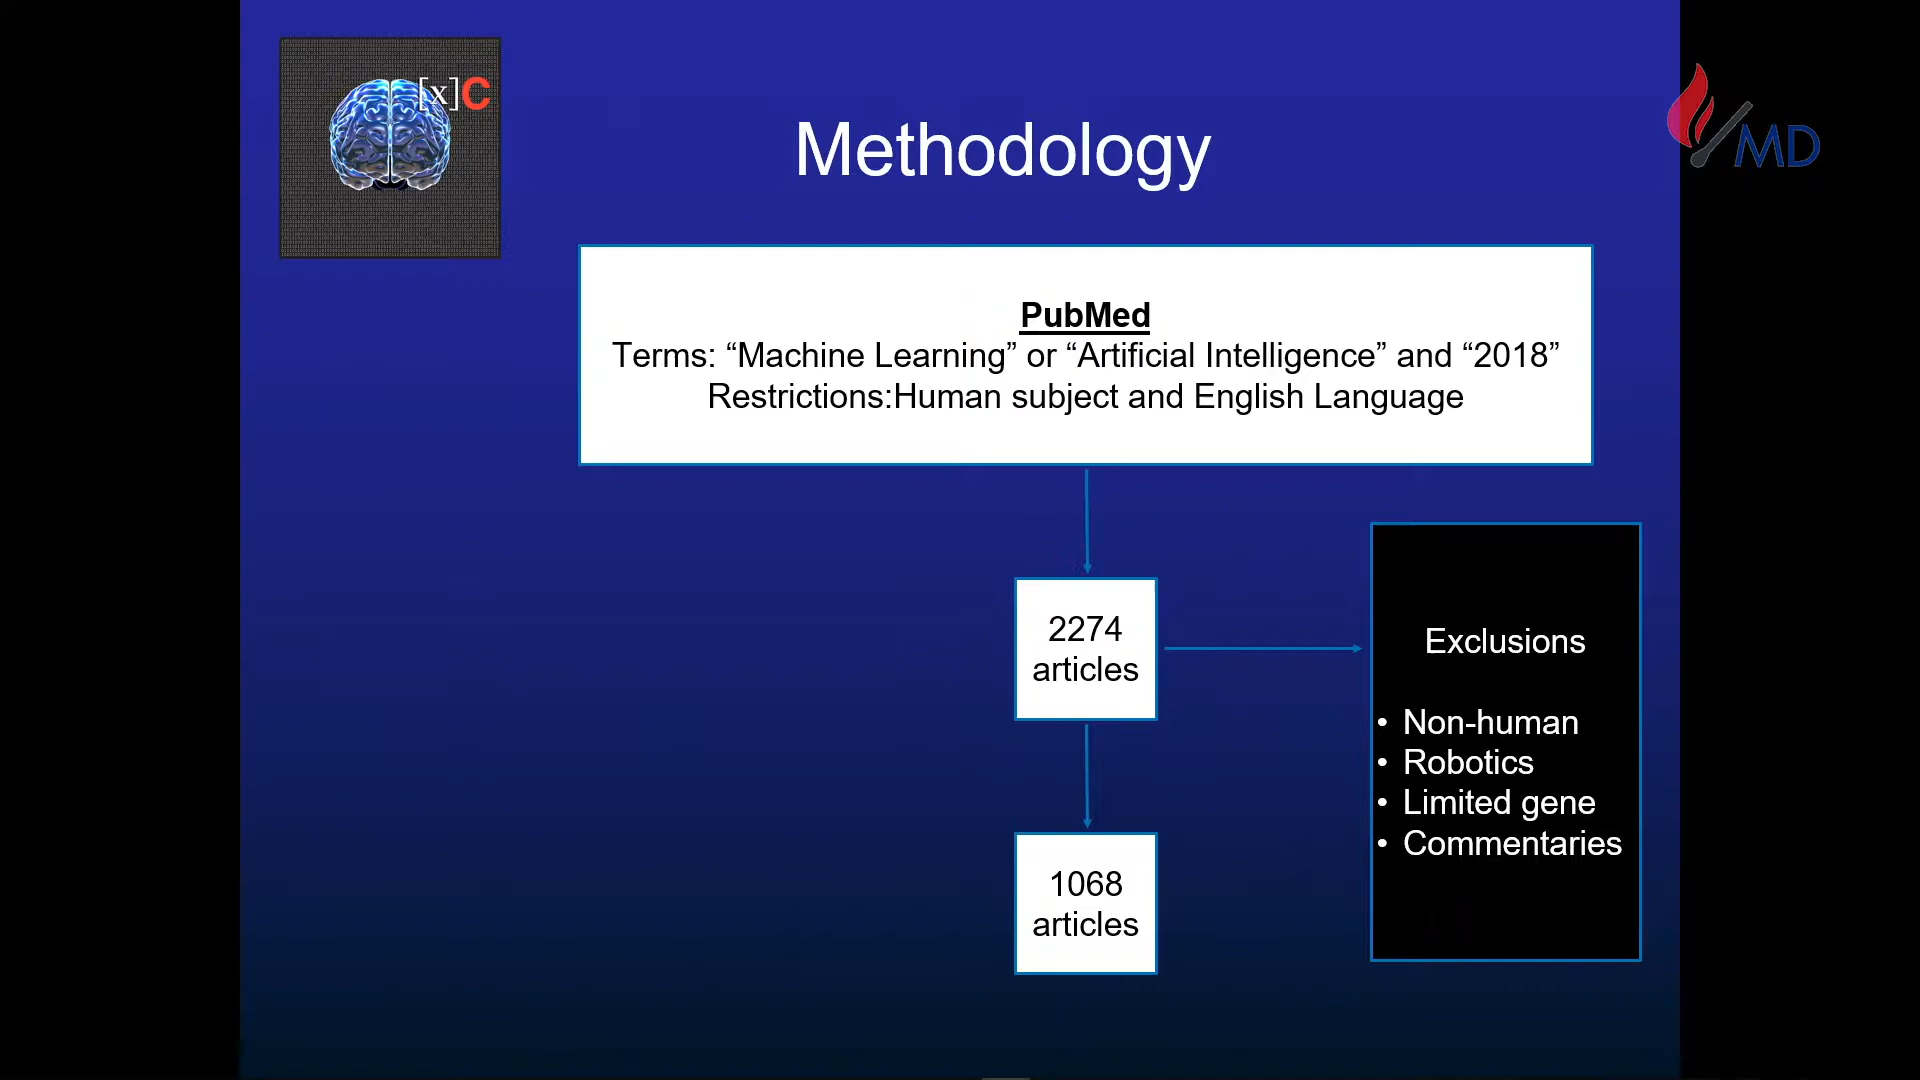 [x]C
Methodology
MD
PubMed
Terms: “Machine Learning” or “Artificial Intelligence” and “2018”
Restrictions:Human subject and English Language
2274
articles
Exclusions
• Non-human
• Robotics
• Limited gene
• Commentaries
1068
articles